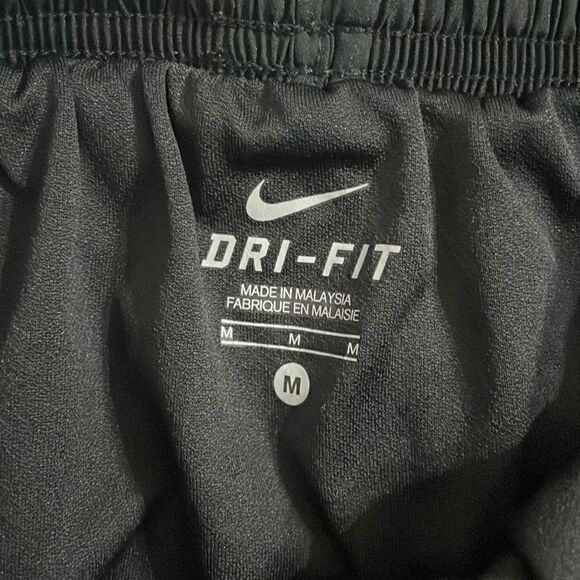 DRI-FIT
MADE IN MALAYSIA
FABRIQUE EN MALAISIE
M M M
M